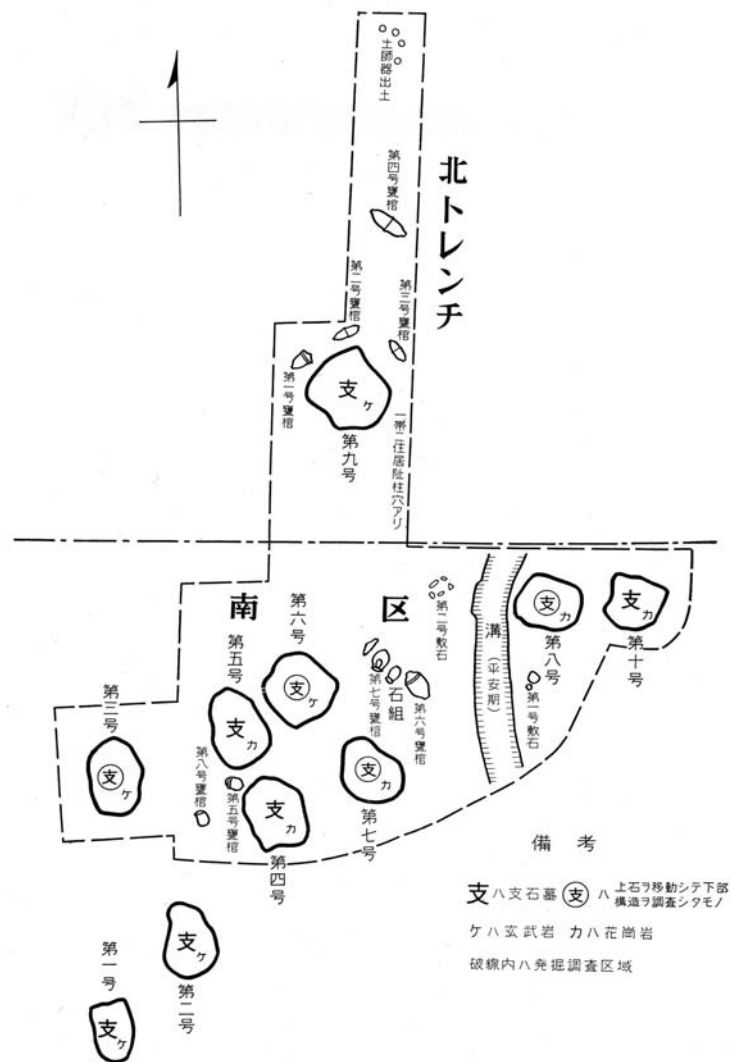 土師器出土
第四号甕棺
北トレンチ
第二号甕棺
第三号甕棺
第一号甕棺
支ケ
第九号
一帯ニ住居阯柱穴アリ
南区
第二号敷石
溝(平安期)
支カ
第八号
支カ
第十号
第一号敷石
第六号
支ケ
第五号
支カ
第七号甕棺
石組
第六号甕棺
第三号
支ケ
支カ
第七号
第八号甕棺
第五号甕棺
支カ
第四号
支ケ
第二号
第一号
支ケ
備考
支ハ支石墓 支ハ上石ヲ移動シテ下部
構造ヲ調査シタモノ
ケハ玄武岩 カハ花崗岩
破線内ハ発掘調査区域